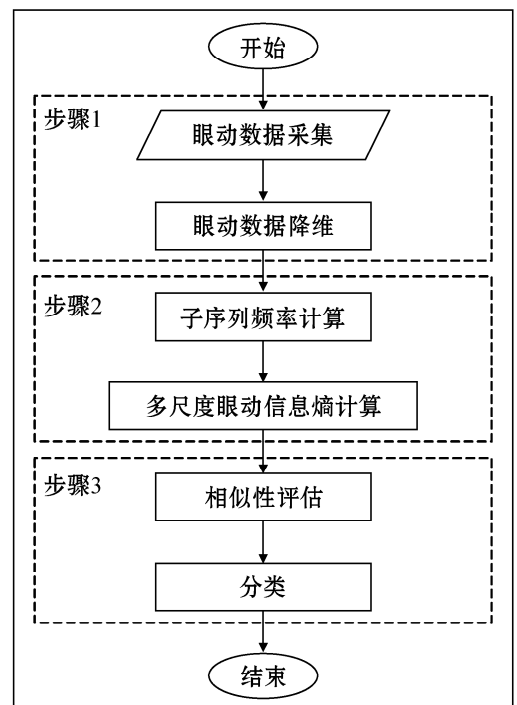 开始
步骤1
眼动数据采集
眼动数据降维
步骤2
子序列频率计算
多尺度眼动信息熵计算
步骤3
相似性评估
分类
结束